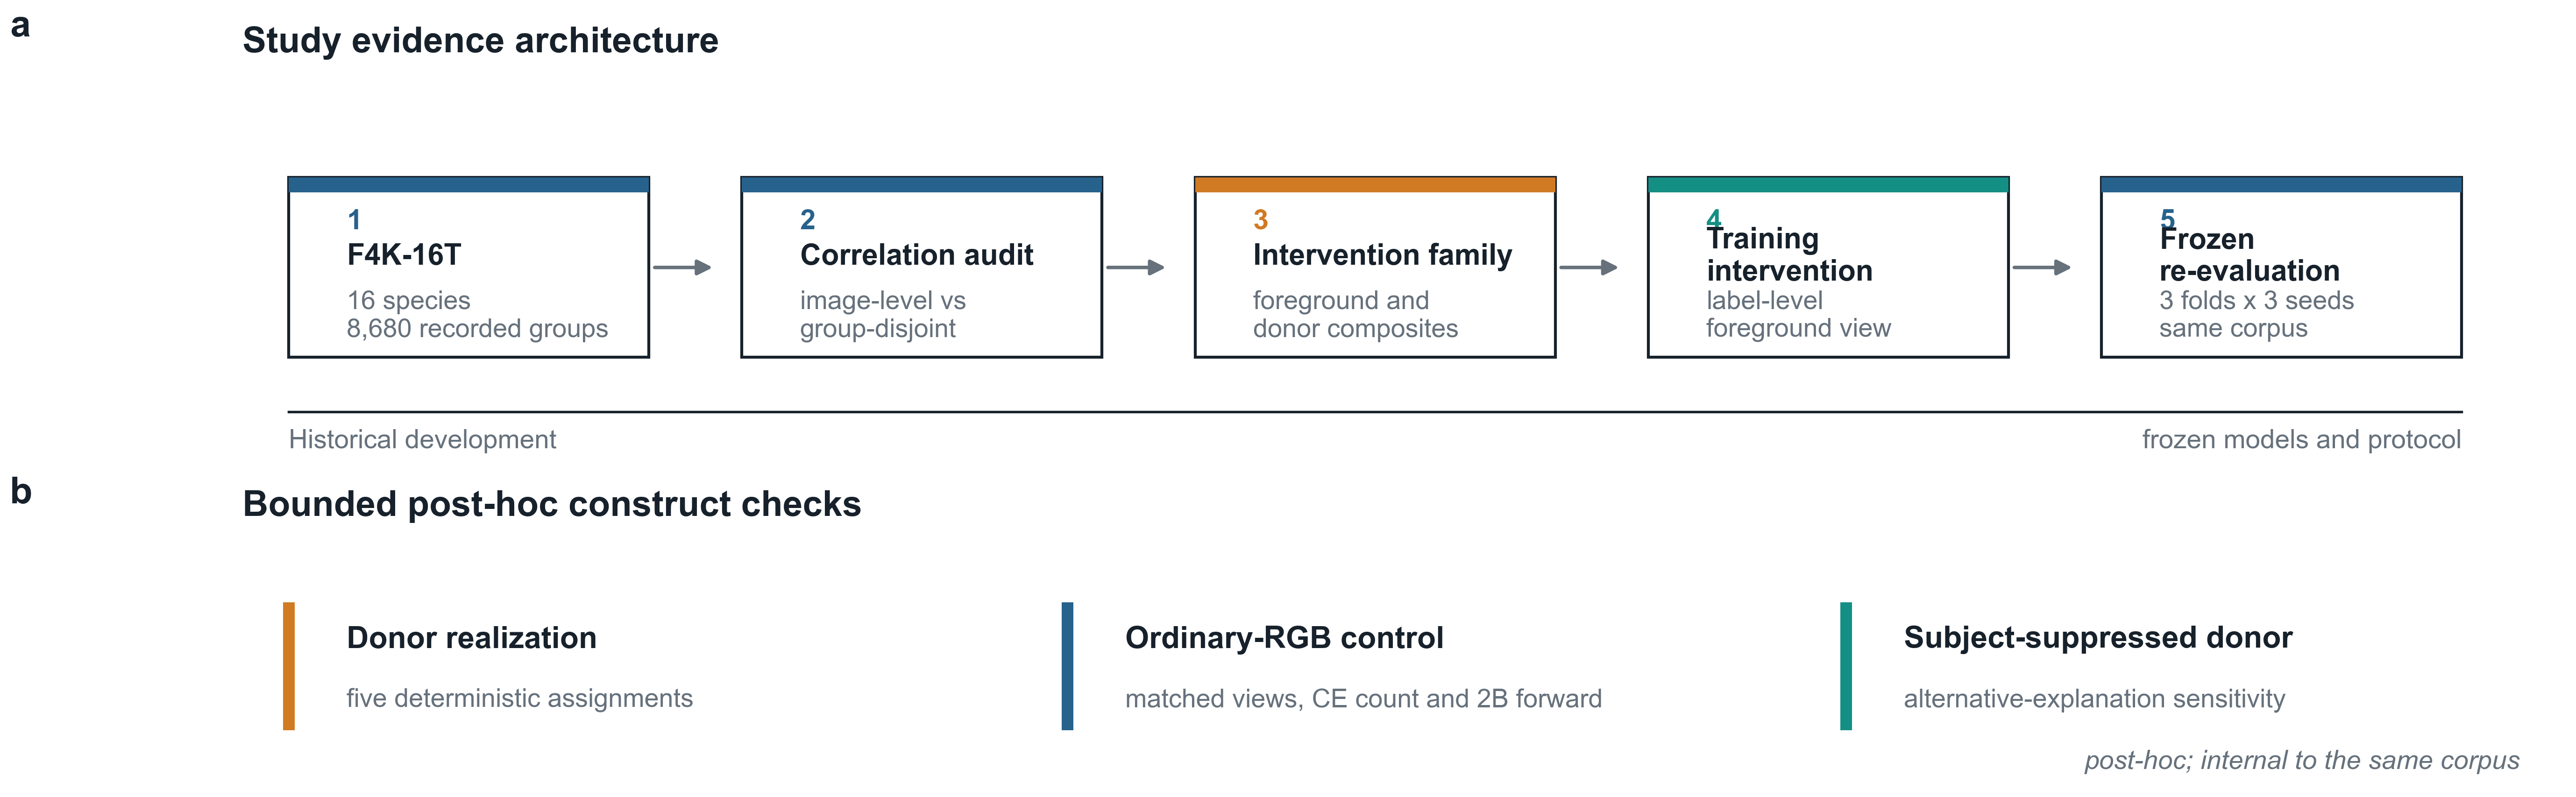 a
Study evidence architecture
1
F4K-16T
16 species
8,680 recorded groups
2
Correlation audit
image-level vs
group-disjoint
3
Intervention family
foreground and
donor composites
4
Training
intervention
label-level
foreground view
5
Frozen
re-evaluation
3 folds x 3 seeds
same corpus
Historical development
frozen models and protocol
b
Bounded post-hoc construct checks
Donor realization
five deterministic assignments
Ordinary-RGB control
matched views, CE count and 2B forward
Subject-suppressed donor
alternative-explanation sensitivity
post-hoc; internal to the same corpus